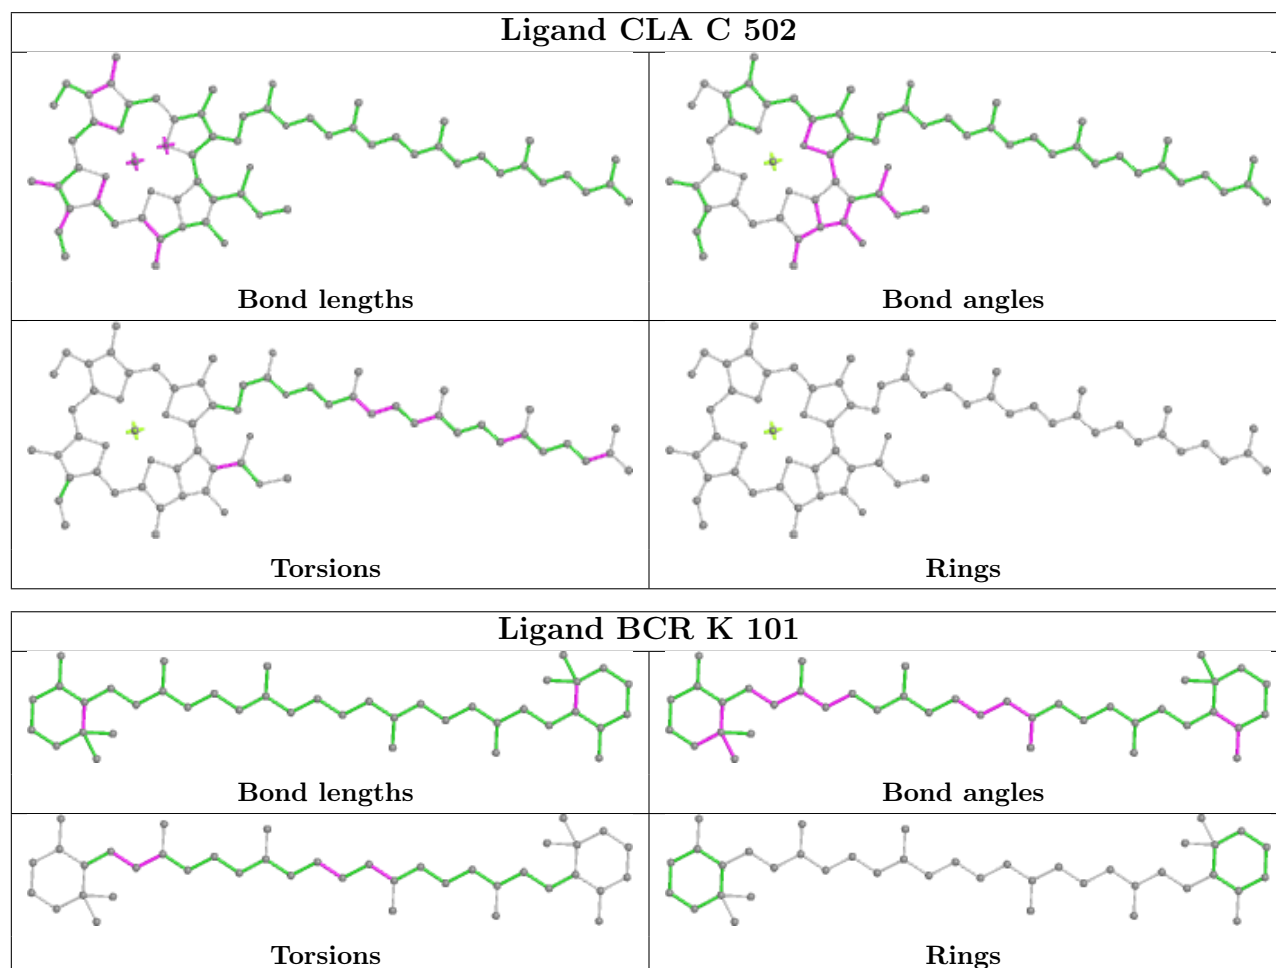 Ligand CLA C 502
Bond lengths
Bond angles
Torsions
Rings
Ligand BCR K 101
Bond lengths
Bond angles
Torsions
Rings